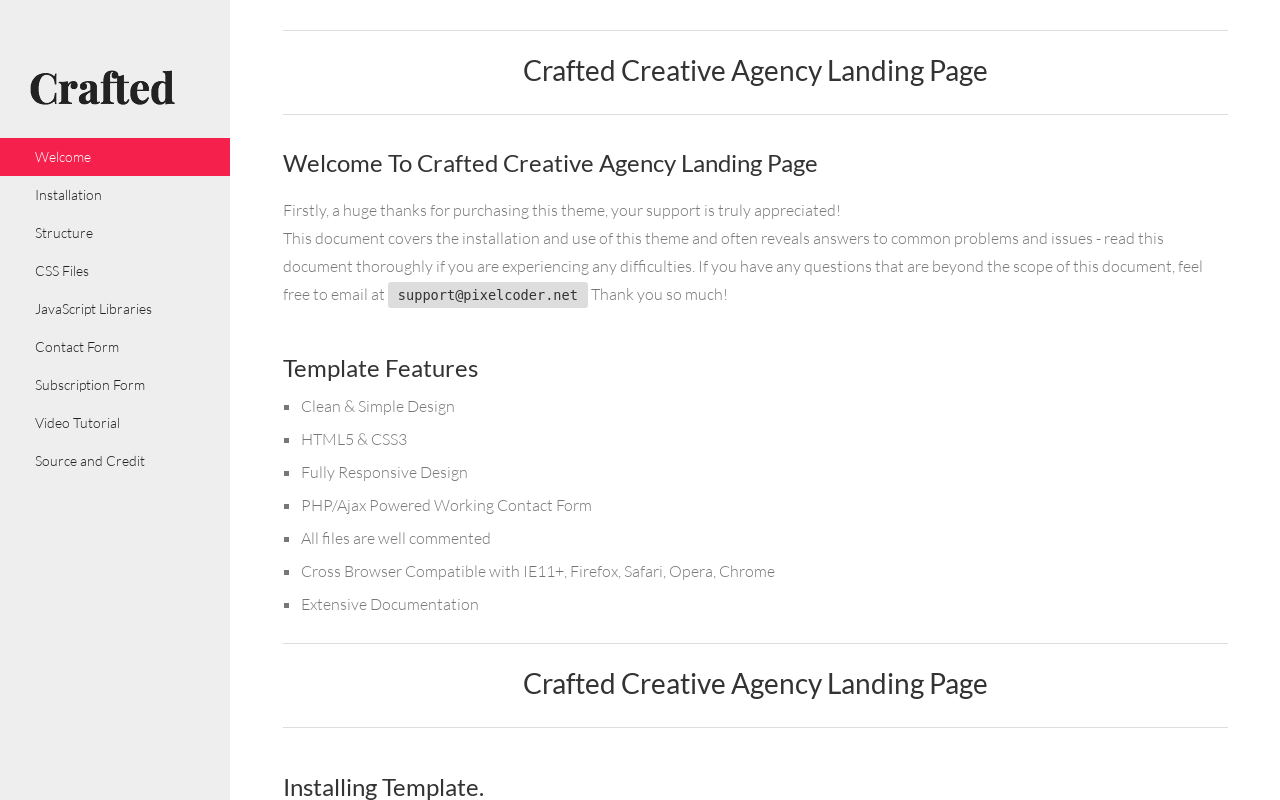 Crafted
Welcome
Installation
Structure
CSS Files
JavaScript Libraries
Contact Form
Subscription Form
Video Tutorial
Source and Credit
Crafted Creative Agency Landing Page
Welcome To Crafted Creative Agency Landing Page
Firstly, a huge thanks for purchasing this theme, your support is truly appreciated!
This document covers the installation and use of this theme and often reveals answers to common problems and issues - read this
document thoroughly if you are experiencing any difficulties. If you have any questions that are beyond the scope of this document, feel
free to email at support@pixelcoder.net Thank you so much!
Template Features
Clean & Simple Design
HTML5 & CSS3
Fully Responsive Design
PHP/Ajax Powered Working Contact Form
All files are well commented
Cross Browser Compatible with IE11+, Firefox, Safari, Opera, Chrome
Extensive Documentation
Crafted Creative Agency Landing Page
Installing Template.